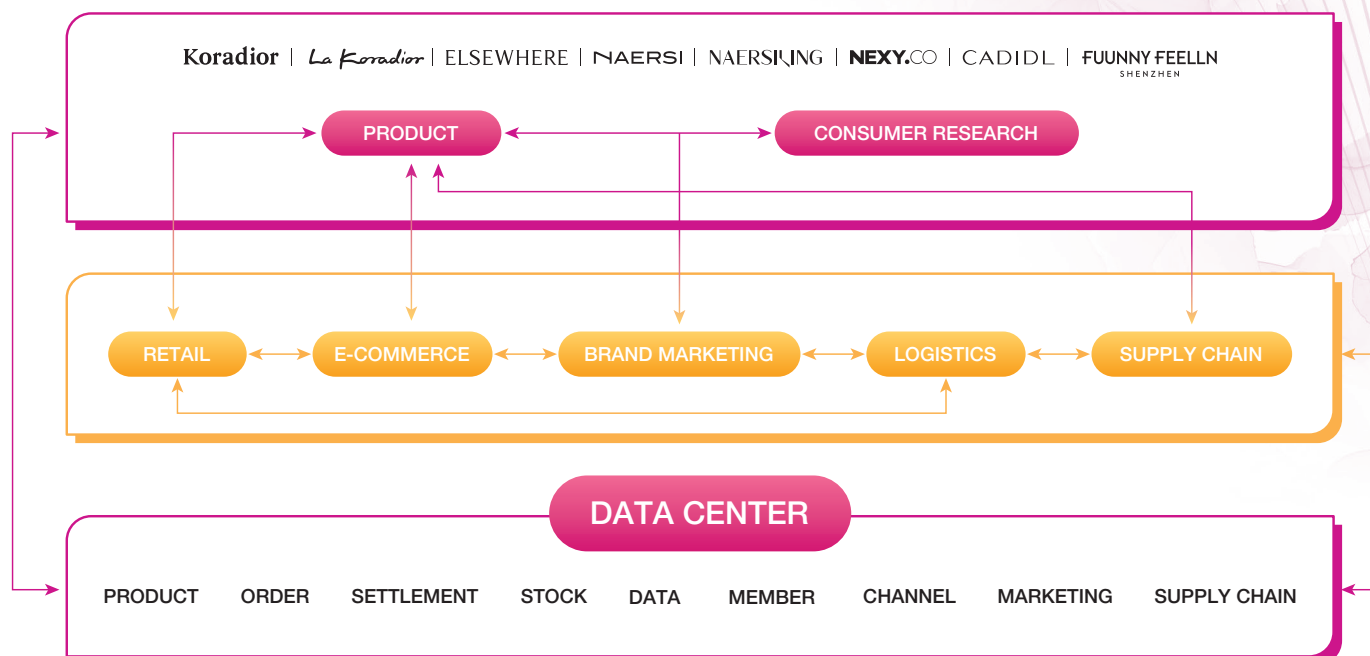 Koradior | La Koradior | ELSEWHERE | NAERSI | NAERSILING | NEXY.CO | CADIDL | FUUNNY FEELLN
SHENZHEN
PRODUCT CONSUMER RESEARCH
RETAIL E-COMMERCE BRAND MARKETING LOGISTICS SUPPLY CHAIN
DATA CENTER
PRODUCT ORDER SETTLEMENT STOCK DATA MEMBER CHANNEL MARKETING SUPPLY CHAIN